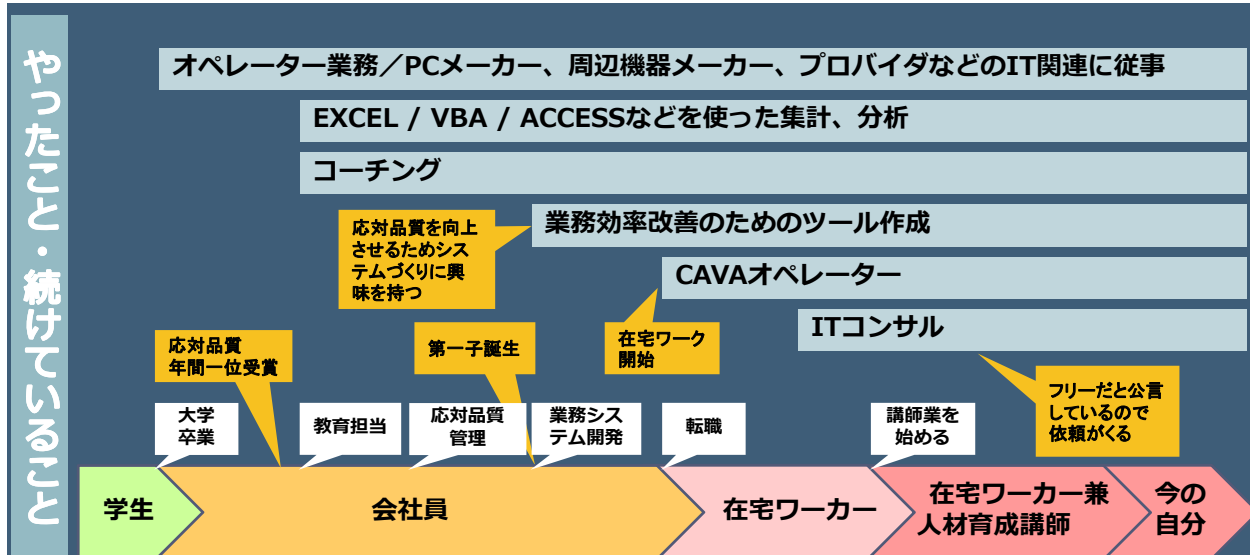 やったこと・続けていること
オペレーター業務／PCメーカー、周辺機器メーカー、プロバイダなどのIT関連に従事
EXCEL / VBA / ACCESSなどを使った集計、分析
コーチング
業務効率改善のためのツール作成
応対品質を向上
させるためシス
テムづくりに興
味を持つ
CAVAオペレーター
ITコンサル
応対品質
年間一位受賞
第一子誕生
在宅ワーク
開始
フリーだと公言
しているので
依頼がくる
大学
卒業
教育担当
応対品質
管理
業務シス
テム開発
転職
講師業を
始める
学生
会社員
在宅ワーカー
在宅ワーカー兼
人材育成講師
今の
自分